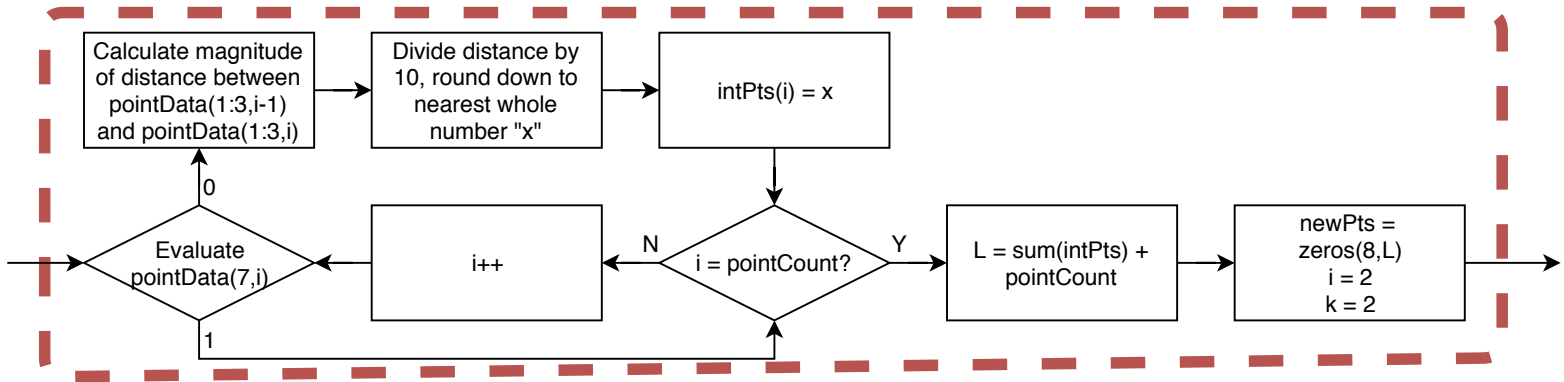 Calculate magnitude
of distance between
pointData(1:3,i-1)
and pointData(1:3,i)
Divide distance by
10, round down to
nearest whole
number "x"
intPts(i) = x
0
Evaluate
pointData(7,i)
1
i++
N
i = pointCount?
Y
L = sum(intPts) +
pointCount
newPts =
zeros(8,L)
i = 2
k = 2